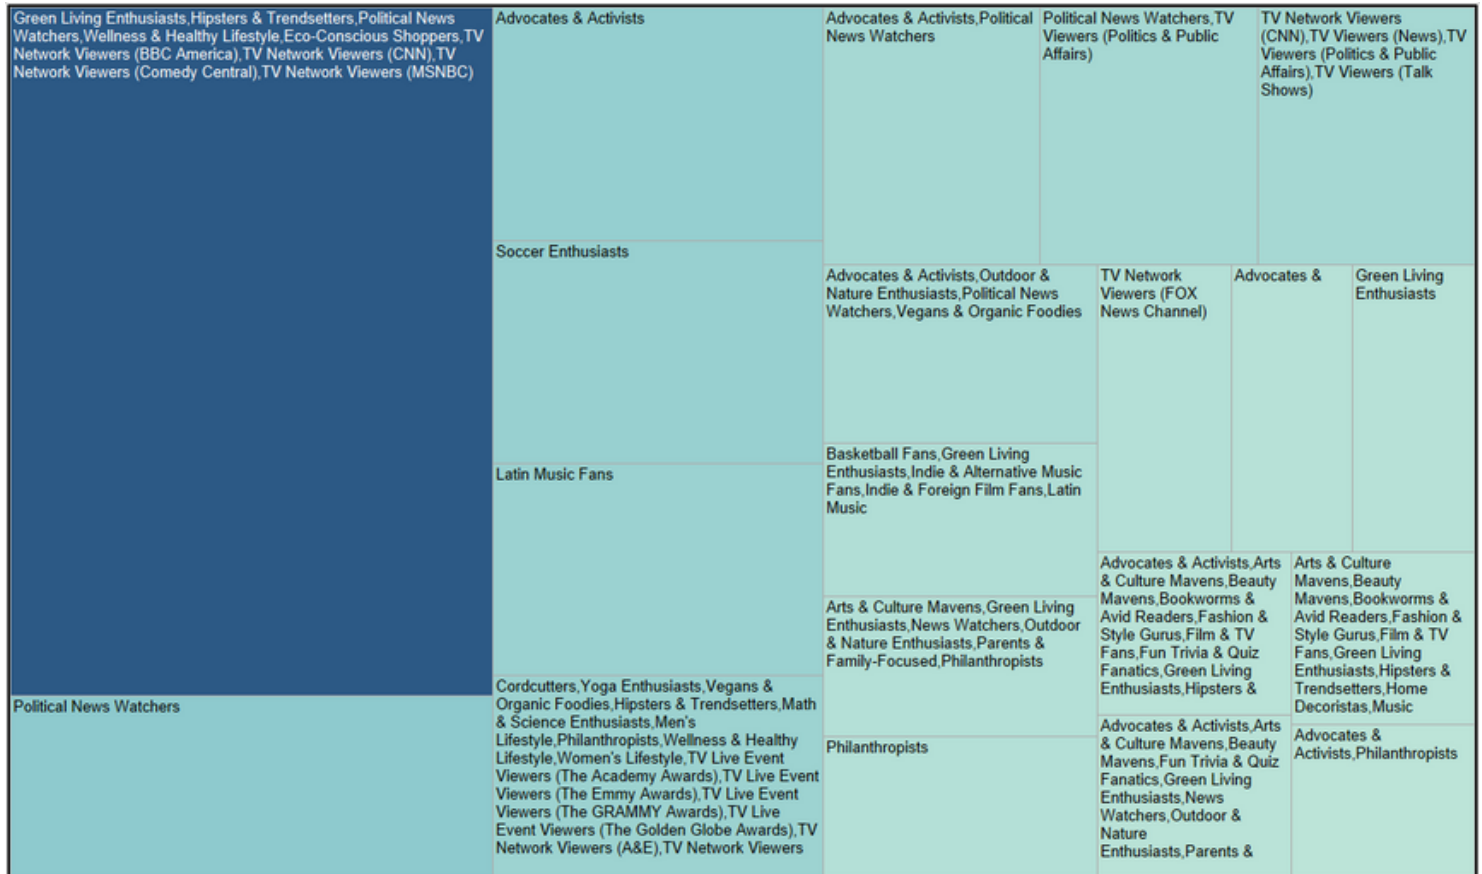 Green Living Enthusiasts,Hipsters & Trendsetters,Political News
Watchers,Wellness & Healthy Lifestyle,Eco-Conscious Shoppers,TV
Network Viewers (BBC America),TV Network Viewers (CNN),TV
Network Viewers (Comedy Central),TV Network Viewers (MSNBC)
Political News Watchers
Advocates & Activists
Soccer Enthusiasts
Latin Music Fans
Cordcutters,Yoga Enthusiasts,Vegans &
Organic Foodies,Hipsters & Trendsetters,Math
& Science Enthusiasts,Men's
Lifestyle,Philanthropists,Wellness & Healthy
Lifestyle,Women's Lifestyle,TV Live Event
Viewers (The Academy Awards),TV Live Event
Viewers (The Emmy Awards),TV Live Event
Viewers (The GRAMMY Awards),TV Live
Event Viewers (The Golden Globe Awards),TV
Network Viewers (A&E),TV Network Viewers
Advocates & Activists,Political
News Watchers
Political News Watchers,TV
Viewers (Politics & Public
Affairs)
TV Network Viewers
(CNN),TV Viewers (News),TV
Viewers (Politics & Public
Affairs),TV Viewers (Talk
Shows)
Advocates & Activists,Outdoor &
Nature Enthusiasts,Political News
Watchers,Vegans & Organic Foodies
Basketball Fans,Green Living
Enthusiasts,Indie & Alternative Music
Fans,Indie & Foreign Film Fans,Latin
Music
Arts & Culture Mavens,Green Living
Enthusiasts,News Watchers,Outdoor
& Nature Enthusiasts,Parents &
Family-Focused,Philanthropists
Philanthropists
TV Network
Viewers (FOX
News Channel)
Advocates &
Green Living
Enthusiasts
Advocates & Activists,Arts
& Culture Mavens,Beauty
Mavens,Bookworms &
Avid Readers,Fashion &
Style Gurus,Film & TV
Fans,Fun Trivia & Quiz
Fanatics,Green Living
Enthusiasts,Hipsters &
Arts & Culture
Mavens,Beauty
Mavens,Bookworms &
Avid Readers,Fashion &
Style Gurus,Film & TV
Fans,Green Living
Enthusiasts,Hipsters &
Trendsetters,Home
Decoristas,Music
Advocates & Activists,Arts
& Culture Mavens,Beauty
Mavens,Fun Trivia & Quiz
Fanatics,Green Living
Enthusiasts,News
Watchers,Outdoor &
Nature
Enthusiasts,Parents &
Advocates &
Activists,Philanthropists